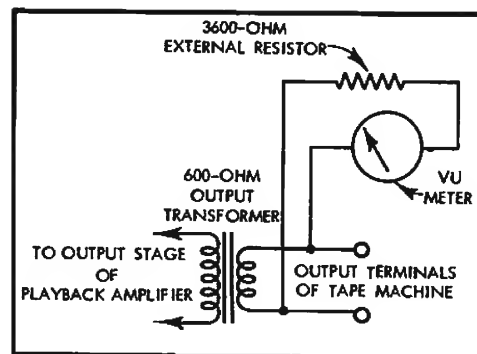 3600-OHM
EXTERNAL RESISTOR
VU
METER
600-OHM
OUTPUT
TRANSFORMER
TO OUTPUT STAGE
OF
PLAYBACK AMPLIFIER
OUTPUT TERMINALS
OF TAPE MACHINE